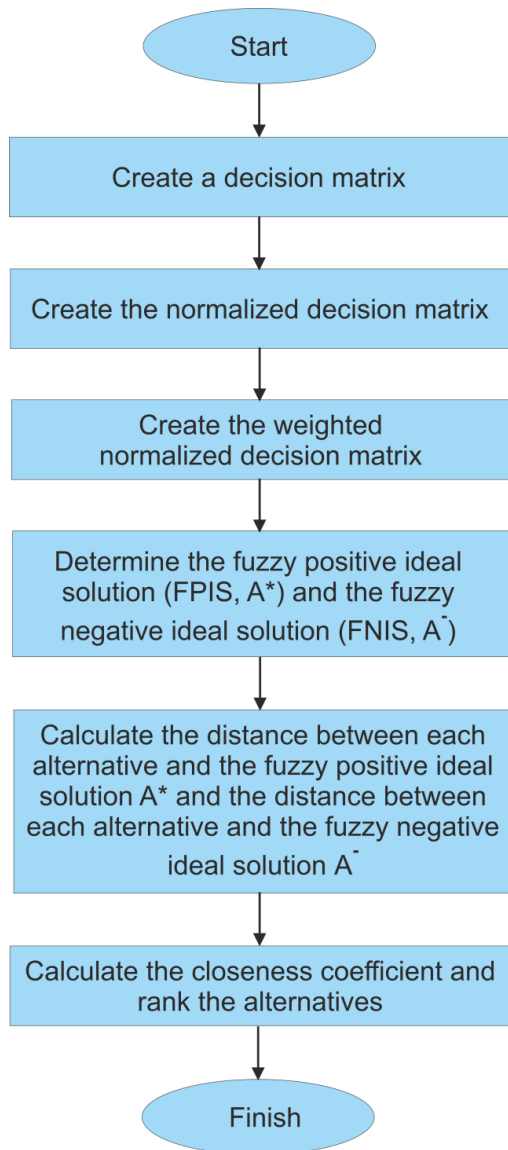 Start
Create a decision matrix
Create the normalized decision matrix
Create the weighted
normalized decision matrix
Determine the fuzzy positive ideal
solution (FPIS, A*) and the fuzzy
negative ideal solution (FNIS, A⁻)
Calculate the distance between each
alternative and the fuzzy positive ideal
solution A* and the distance between
each alternative and the fuzzy negative
ideal solution A⁻
Calculate the closeness coefficient and
rank the alternatives
Finish